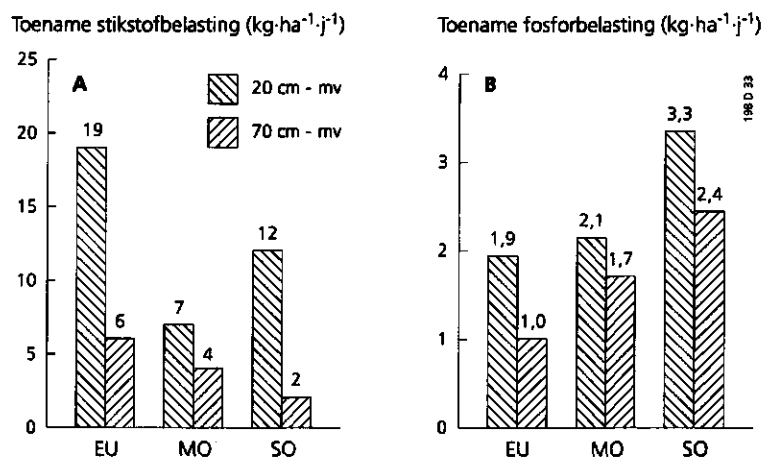 Toename stikstofbelasting (kg·ha⁻¹·j⁻¹)
25
20
15
10
5
0
A
20 cm - mv
70 cm - mv
19
6
7
4
12
2
EU
MO
SO
Toename fosforbelasting (kg·ha⁻¹·j⁻¹)
4
3
2
1
0
B
198 D 33
1,9
1,0
2,1
1,7
3,3
2,4
EU
MO
SO